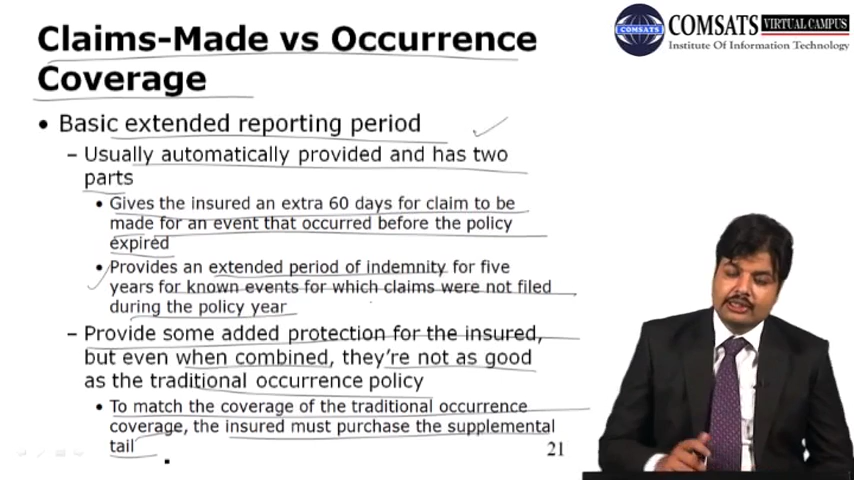 Claims-Made vs Occurrence
Coverage
• Basic extended reporting period
– Usually automatically provided and has two
parts
• Gives the insured an extra 60 days for claim to be
made for an event that occurred before the policy
expired
• Provides an extended period of indemnity for five
years for known events for which claims were not filed
during the policy year
– Provide some added protection for the insured,
but even when combined, they're not as good
as the traditional occurrence policy
• To match the coverage of the traditional occurrence
coverage, the insured must purchase the supplemental
tail
21
COMSATS
COMSATS VIRTUAL CAMPUS
Institute Of Information Technology